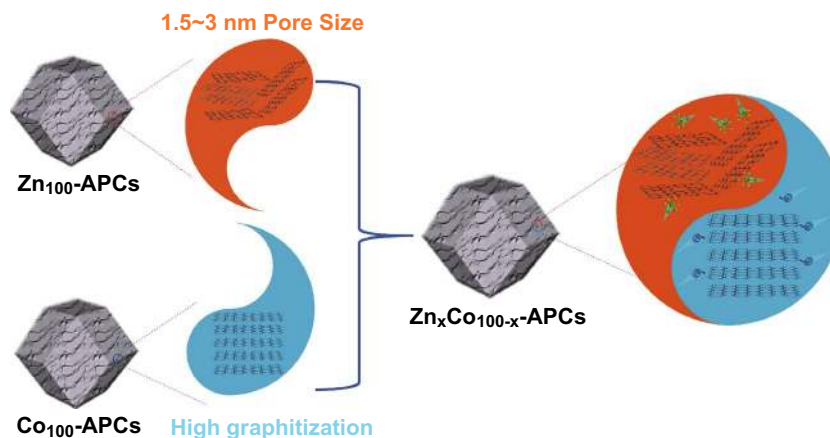 1.5~3 nm Pore Size
Zn₁₀₀-APCs
ZnₓCo₁₀₀₋ₓ-APCs
Co₁₀₀-APCs
High graphitization